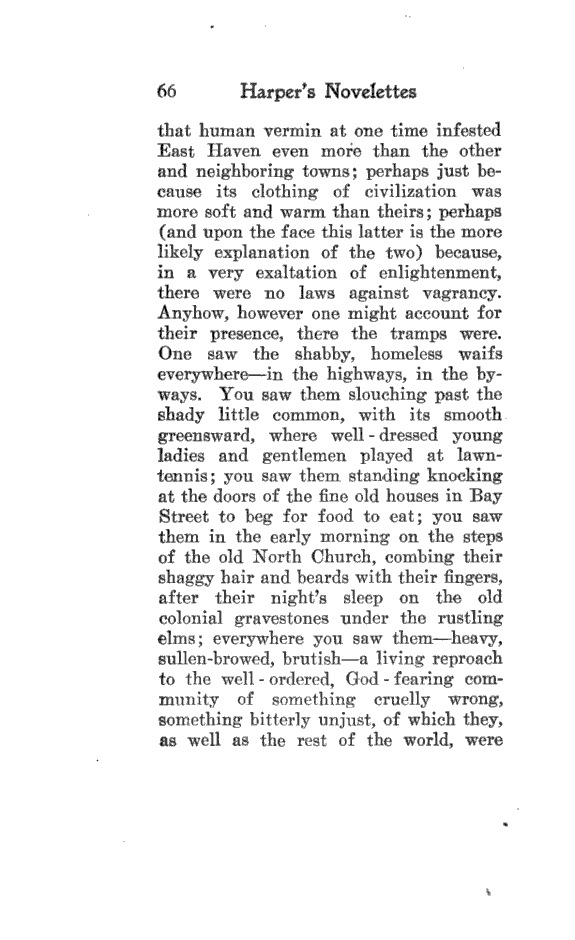 66 Harper's Novelettes
that human vermin at one time infested
East Haven even more than the other
and neighboring towns; perhaps just be-
cause its clothing of civilization was
more soft and warm than theirs; perhaps
(and upon the face this latter is the more
likely explanation of the two) because,
in a very exaltation of enlightenment,
there were no laws against vagrancy.
Anyhow, however one might account for
their presence, there the tramps were.
One saw the shabby, homeless waifs
everywhere—in the highways, in the by-
ways. You saw them slouching past the
shady little common, with its smooth
greensward, where well-dressed young
ladies and gentlemen played at lawn-
tennis; you saw them standing knocking
at the doors of the fine old houses in Bay
Street to beg for food to eat; you saw
them in the early morning on the steps
of the old North Church, combing their
shaggy hair and beards with their fingers,
after their night's sleep on the old
colonial gravestones under the rustling
elms; everywhere you saw them—heavy,
sullen-browed, brutish—a living reproach
to the well-ordered, God-fearing com-
munity of something cruelly wrong,
something bitterly unjust, of which they,
as well as the rest of the world, were